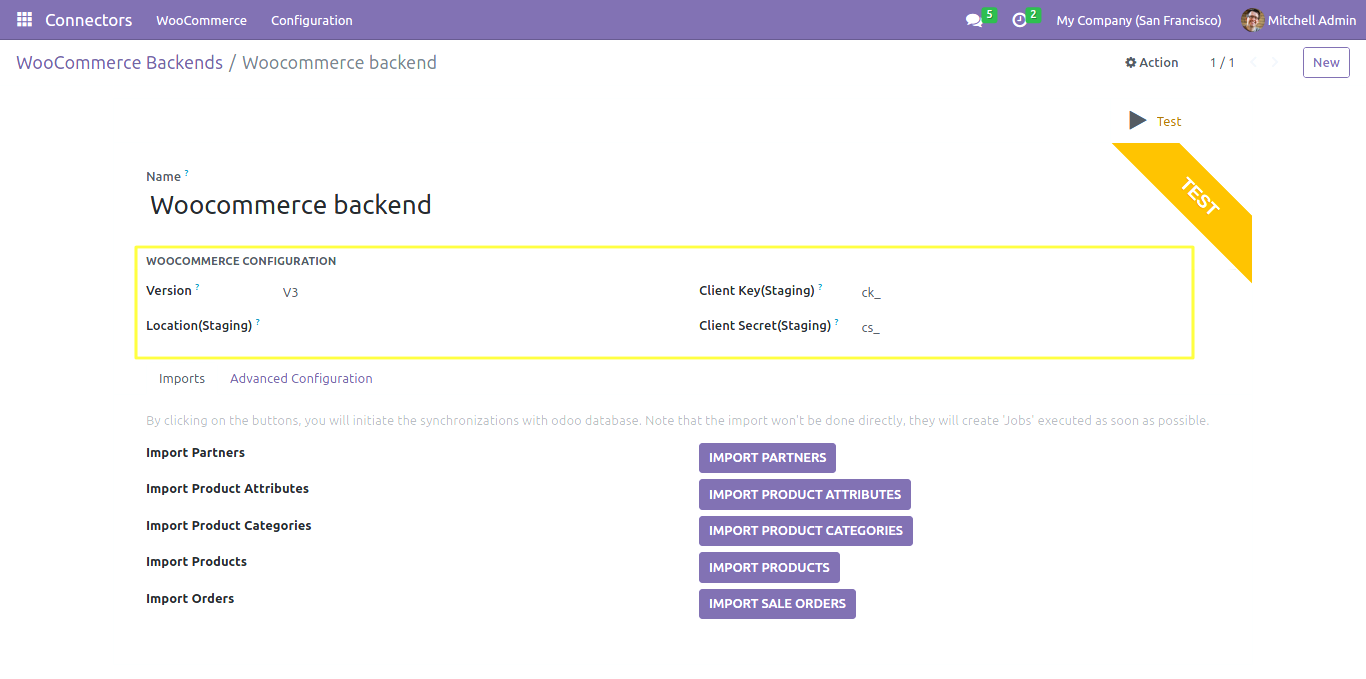 Connectors WooCommerce Configuration 5 2 My Company (San Francisco) Mitchell Admin
WooCommerce Backends / Woocommerce backend Action 1 / 1 New
Test
TEST
Name ?
Woocommerce backend
WOOCOMMERCE CONFIGURATION
Version ? V3 Client Key(Staging) ? ck_
Location(Staging) ? Client Secret(Staging) ? cs_
Imports Advanced Configuration
By clicking on the buttons, you will initiate the synchronizations with odoo database. Note that the import won't be done directly, they will create 'Jobs' executed as soon as possible.
Import Partners IMPORT PARTNERS
Import Product Attributes IMPORT PRODUCT ATTRIBUTES
Import Product Categories IMPORT PRODUCT CATEGORIES
Import Products IMPORT PRODUCTS
Import Orders IMPORT SALE ORDERS